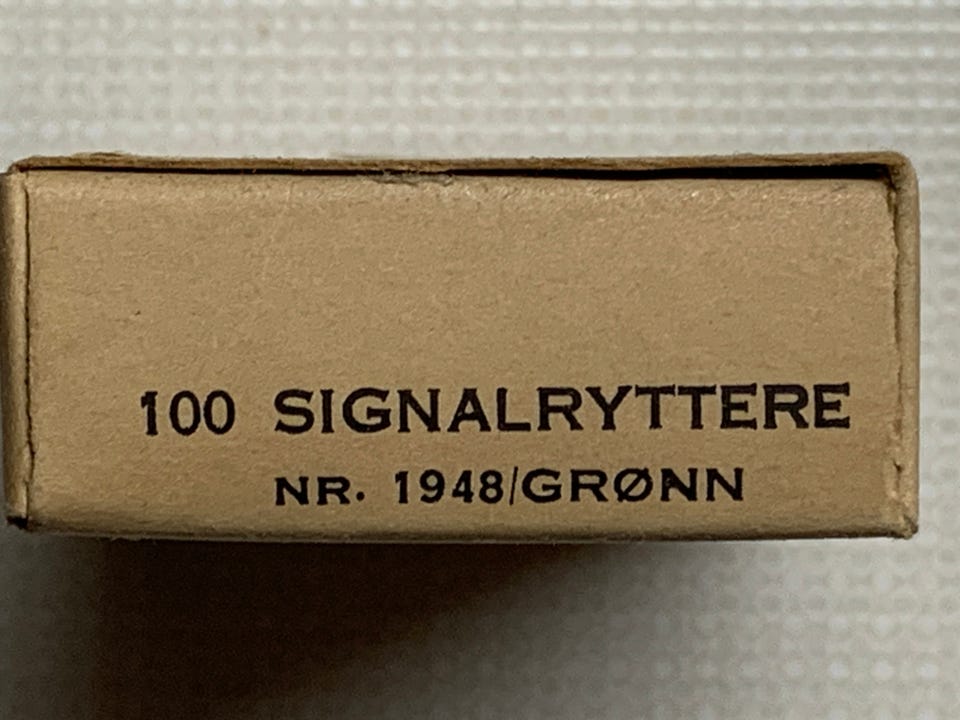 100 SIGNALRYTTERE
NR. 1948/GRØNN